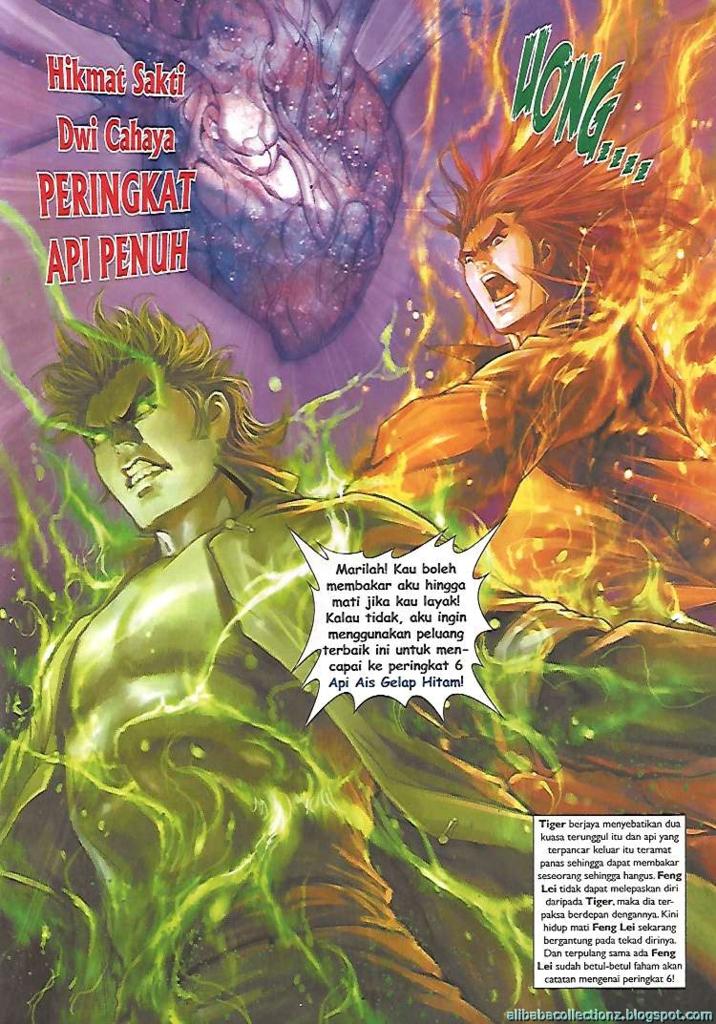 Hikmat Sakti
Dwi Cahaya
PERINGKAT
API PENUH
UONG....
Marilah! Kau boleh
membakar aku hingga
mati jika kau layak!
Kalau tidak, aku ingin
menggunakan peluang
terbaik ini untuk men-
capai ke peringkat 6
Api Ais Gelap Hitam!
Tiger berjaya menyebatikan dua
kuasa terunggul itu dan api yang
terpancar keluar itu teramat
panas sehingga dapat membakar
seseorang sehingga hangus. Feng
Lei tidak dapat melepaskan diri
daripada Tiger, maka dia ter-
paksa berdepan dengannya. Kini
hidup mati Feng Lei sekarang
bergantung pada tekad dirinya.
Dan terpulang sama ada Feng
Lei sudah betul-betul faham akan
catatan mengenai peringkat 6!
alibabacollectionz.blogspot.com